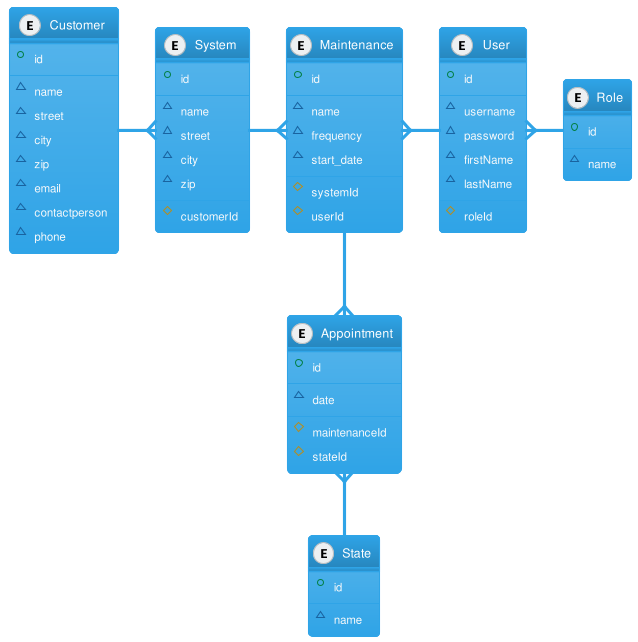 E Customer
id
name
street
city
zip
email
contactperson
phone
E System
id
name
street
city
zip
customerId
E Maintenance
id
name
frequency
start_date
systemId
userId
E User
id
username
password
firstName
lastName
roleId
E Role
id
name
E Appointment
id
date
maintenanceId
stateId
E State
id
name